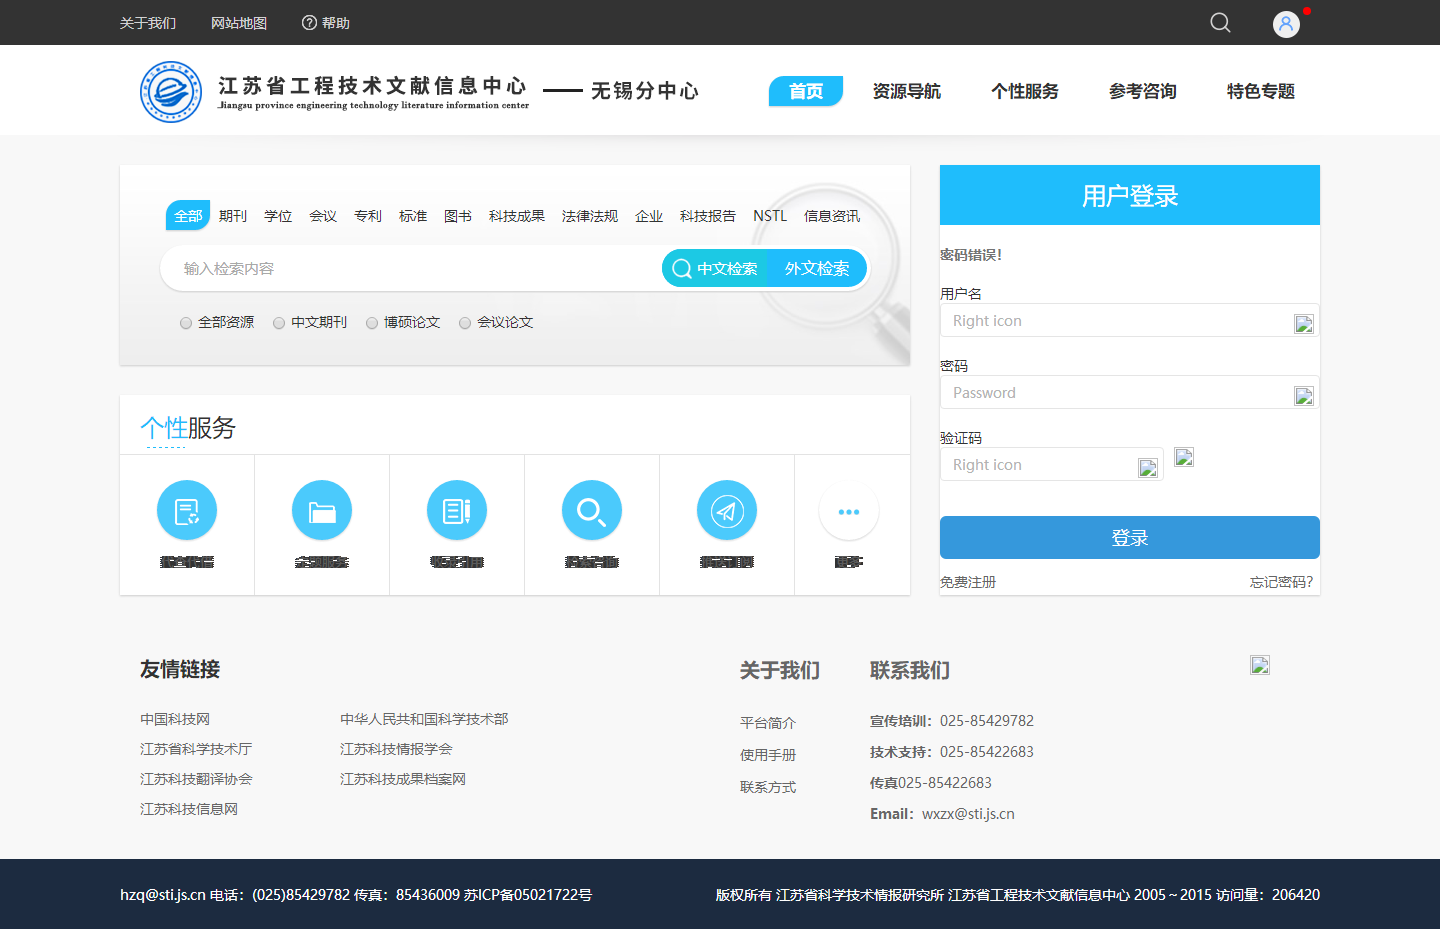 关于我们 网站地图 帮助
江苏省工程技术文献信息中心 无锡分中心
Jiangau province engineering technology literature information center
首页 资源导航 个性服务 参考咨询 特色专题
全部 期刊 学位 会议 专利 标准 图书 科技成果 法律法规 企业 科技报告 NSTL 信息资讯
输入检索内容 中文检索 外文检索
全部资源 中文期刊 博硕论文 会议论文
用户登录
密码错误!
用户名
Right icon
密码
Password
验证码
Right icon
登录
免费注册 忘记密码?
个性服务
友情链接
中国科技网 中华人民共和国科学技术部
江苏省科学技术厅 江苏科技情报学会
江苏科技翻译协会 江苏科技成果档案网
江苏科技信息网
关于我们
平台简介
使用手册
联系方式
联系我们
宣传培训：025-85429782
技术支持：025-85422683
传真025-85422683
Email：wxzx@sti.js.cn
hzq@sti.js.cn 电话：(025)85429782 传真：85436009 苏ICP备05021722号
版权所有 江苏省科学技术情报研究所 江苏省工程技术文献信息中心 2005～2015 访问量：206420